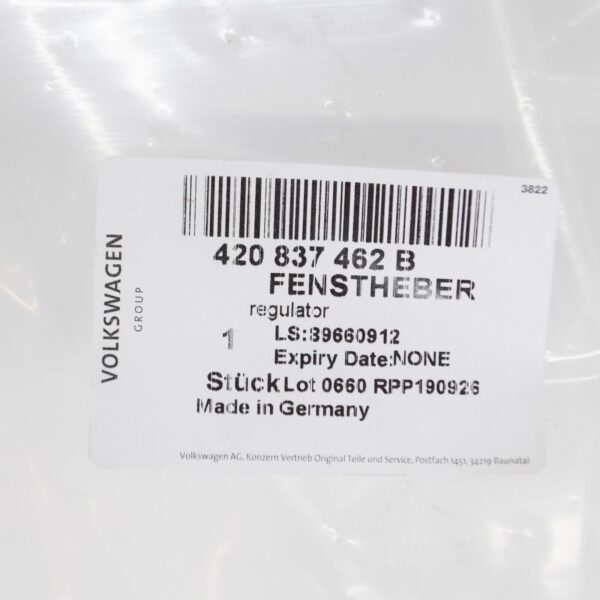 3822
420 837 462 B
FENSTHEBER
regulator
1 LS:89660912
Expiry Date:NONE
Stück Lot 0660 RPP190926
Made in Germany
Volkswagen AG, Konzern Vertrieb Original Teile und Service, Postfach 1451, 34219 Baunatal
VOLKSWAGEN
GROUP